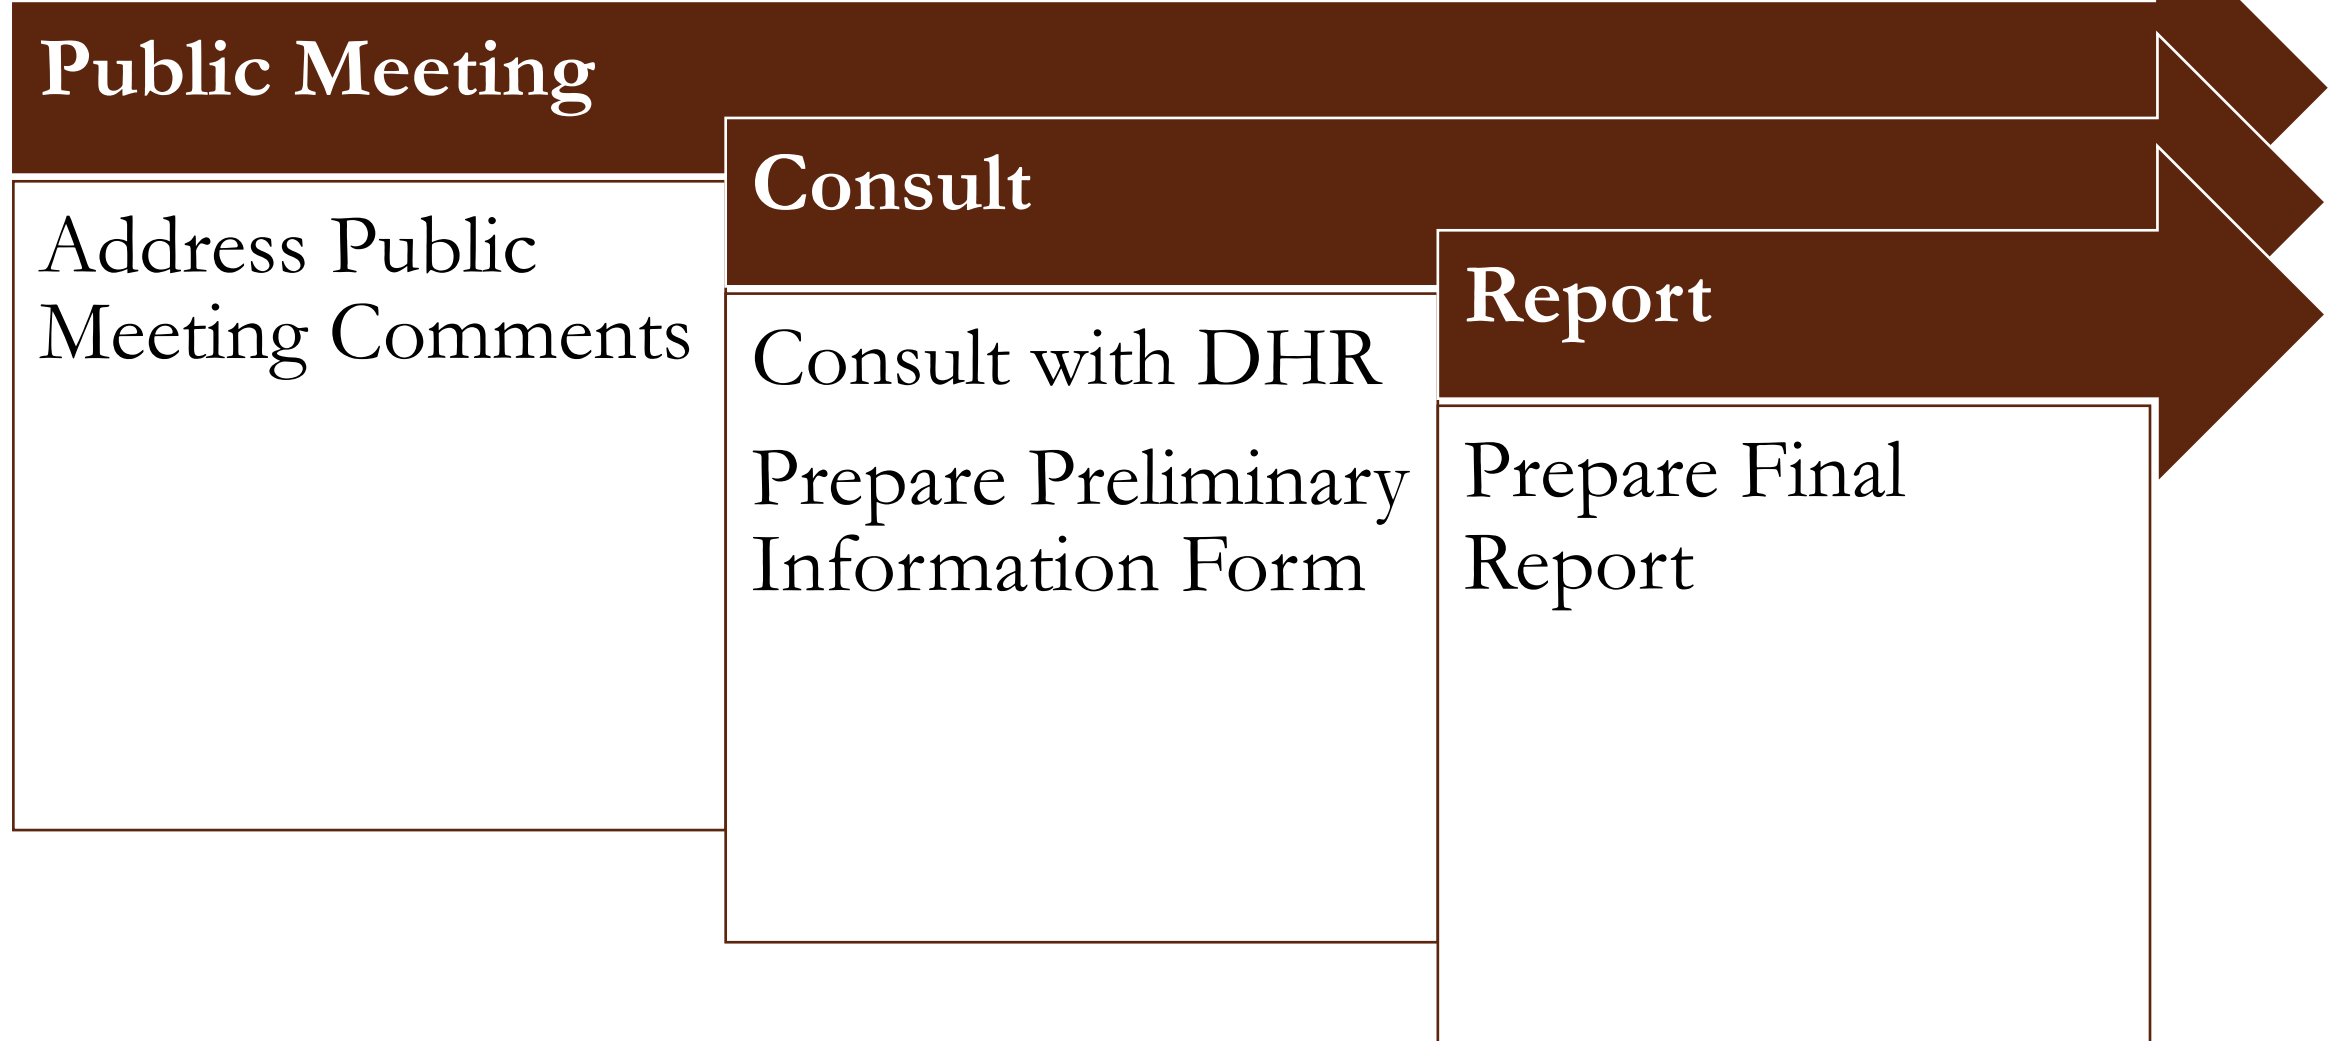 Public Meeting
Address Public
Meeting Comments
Consult
Consult with DHR
Prepare Preliminary
Information Form
Report
Prepare Final
Report